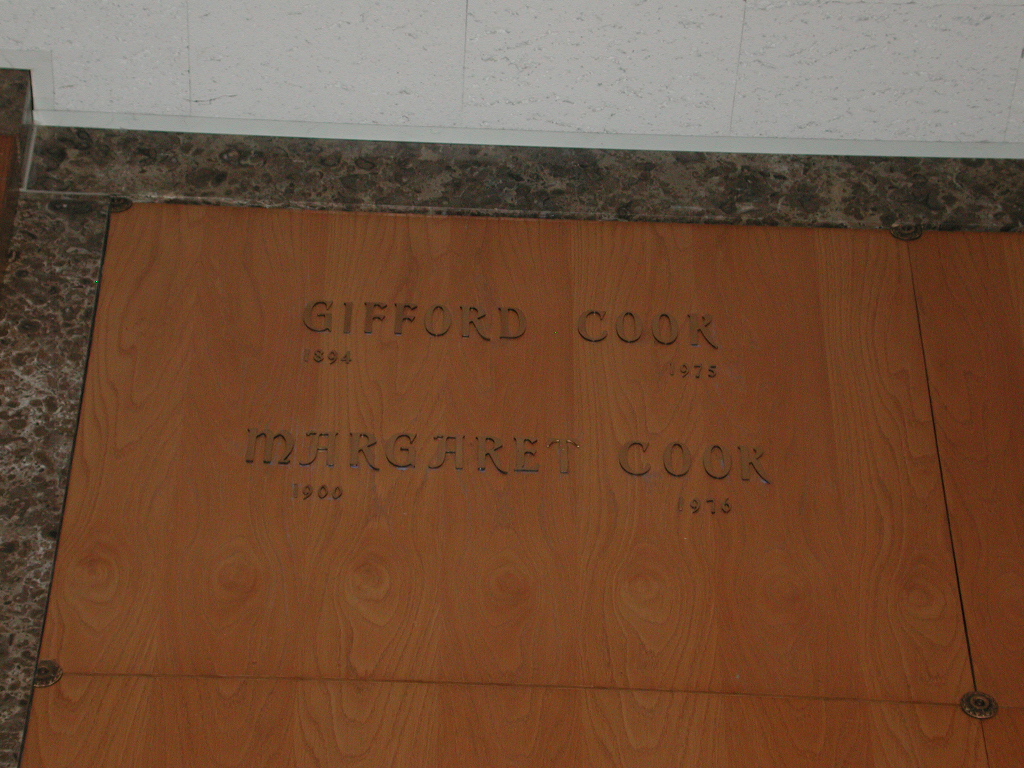 GIFFORD COOK
1894 1975
MARGARET COOK
1900 1976